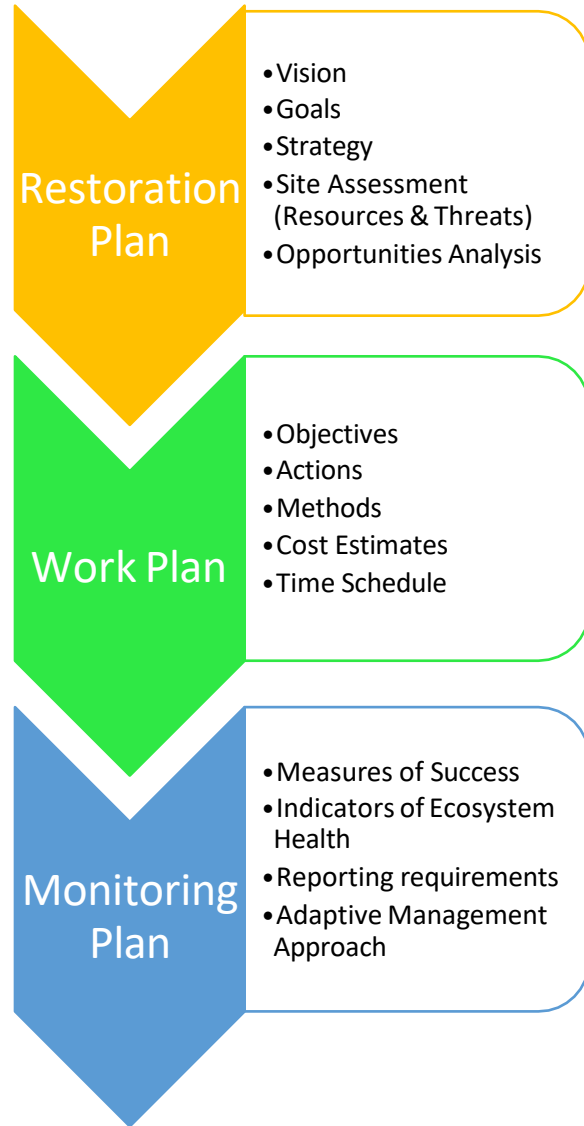 Restoration
Plan
•Vision
•Goals
•Strategy
•Site Assessment
(Resources & Threats)
•Opportunities Analysis
Work Plan
•Objectives
•Actions
•Methods
•Cost Estimates
•Time Schedule
Monitoring
Plan
•Measures of Success
•Indicators of Ecosystem
Health
•Reporting requirements
•Adaptive Management
Approach